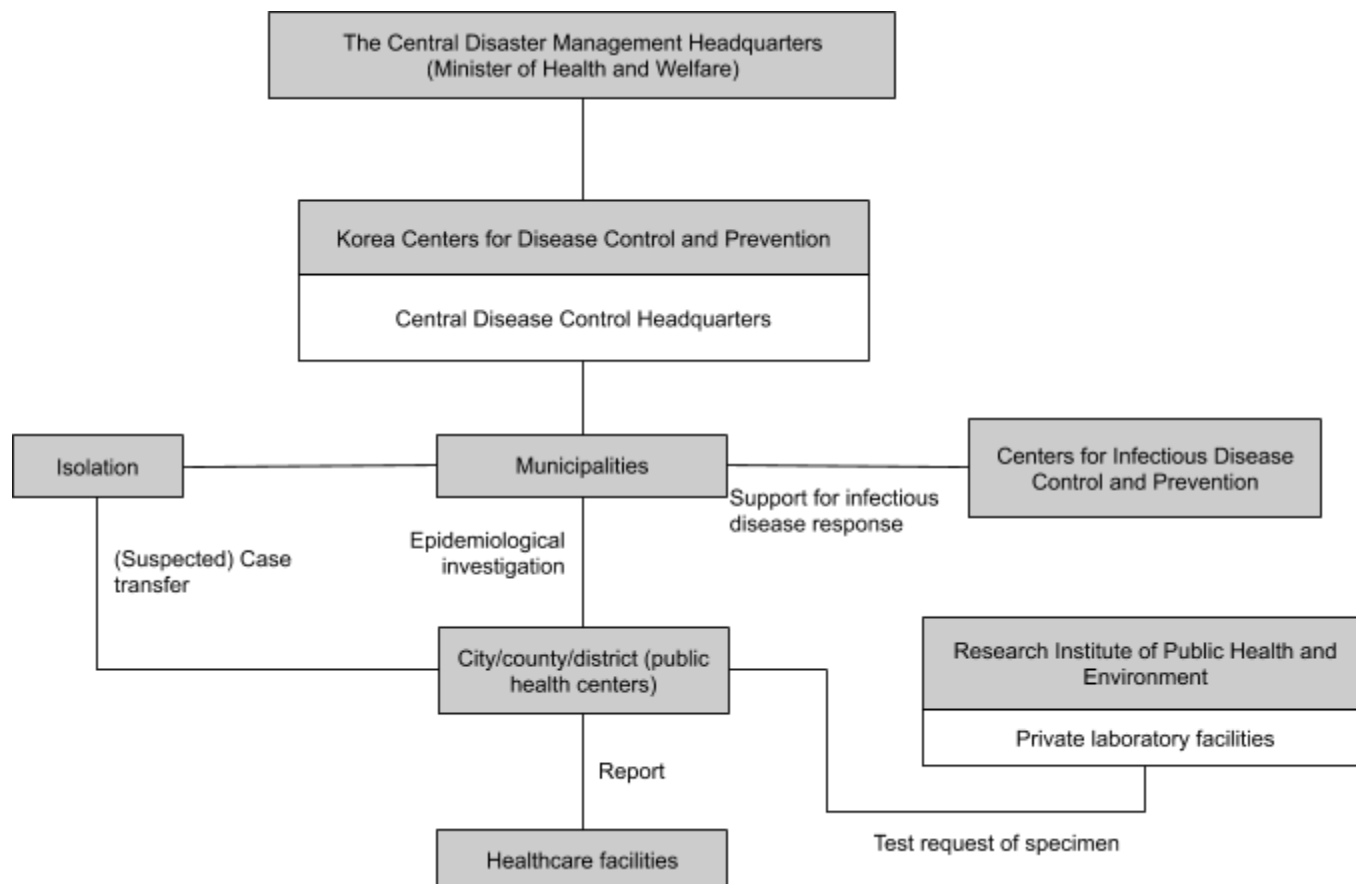 The Central Disaster Management Headquarters
(Minister of Health and Welfare)
Korea Centers for Disease Control and Prevention
Central Disease Control Headquarters
Isolation
Municipalities
Centers for Infectious Disease
Control and Prevention
Support for infectious
disease response
Epidemiological
investigation
(Suspected) Case
transfer
City/county/district (public
health centers)
Research Institute of Public Health and
Environment
Private laboratory facilities
Report
Test request of specimen
Healthcare facilities